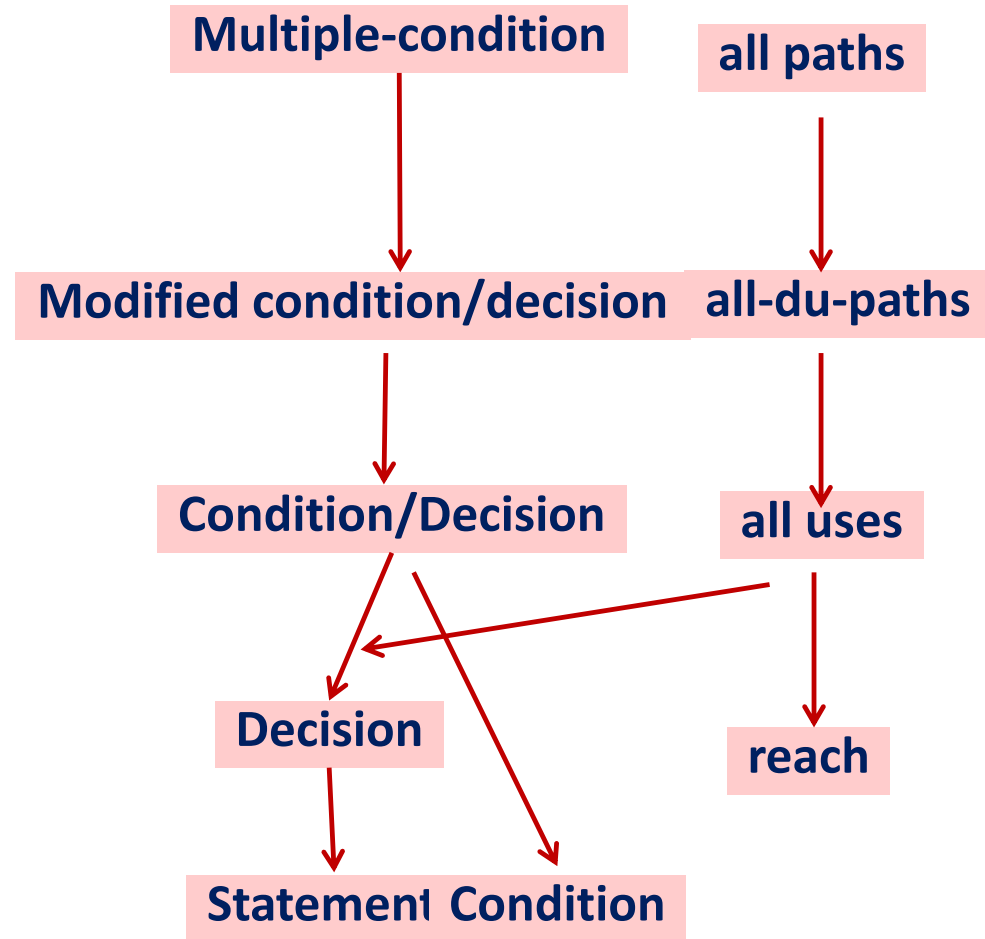 Multiple-condition
all paths
Modified condition/decision
all-du-paths
Condition/Decision
all uses
Decision
reach
Statement
Condition